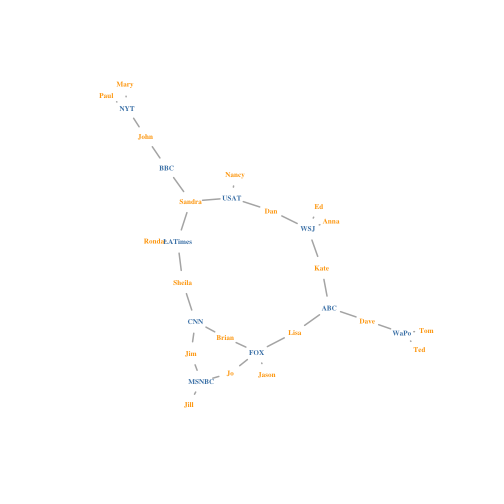 Mary
Paul
NYT
John
BBC
Nancy
Sandra
USAT
Ed
Dan
Anna
WSJ
Ronda
LATimes
Kate
Sheila
ABC
CNN
Dave
Tom
Lisa
WaPo
Brian
Ted
Jim
FOX
Jo
Jason
MSNBC
Jill